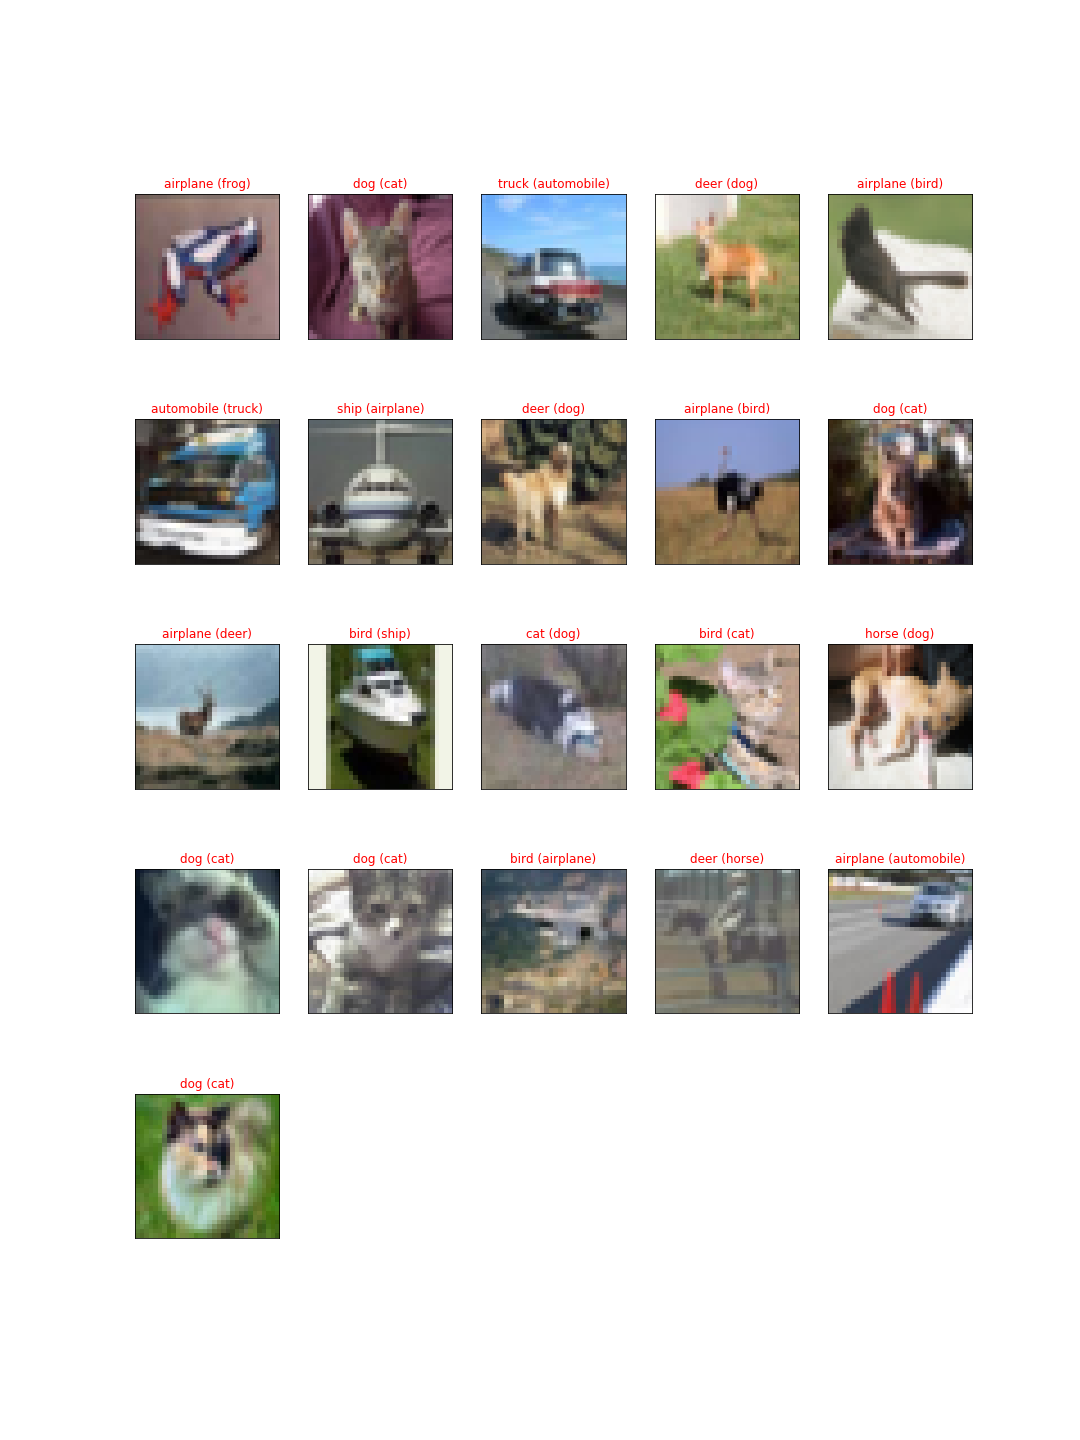 airplane (frog)
dog (cat)
truck (automobile)
deer (dog)
airplane (bird)
automobile (truck)
ship (airplane)
deer (dog)
airplane (bird)
dog (cat)
airplane (deer)
bird (ship)
cat (dog)
bird (cat)
horse (dog)
dog (cat)
dog (cat)
bird (airplane)
deer (horse)
airplane (automobile)
dog (cat)